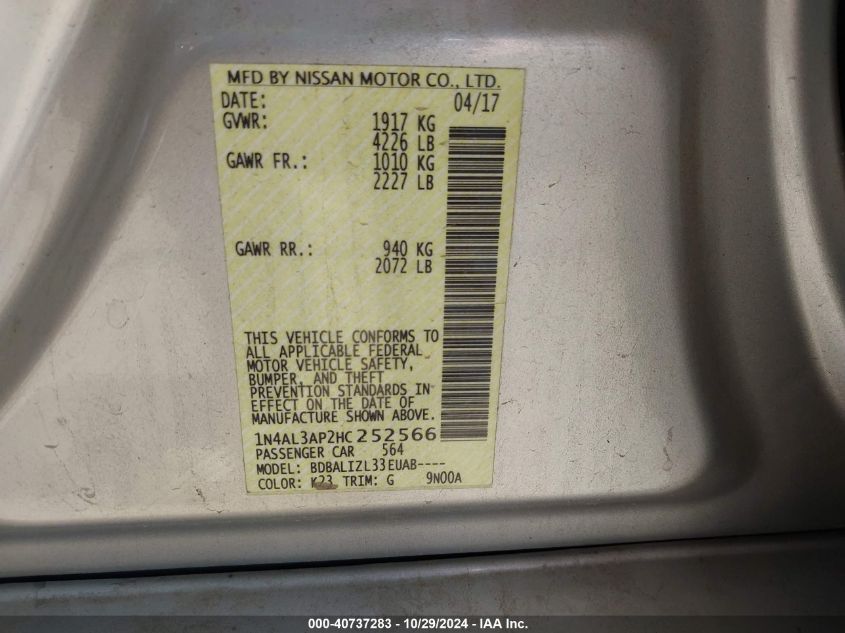 MFD BY NISSAN MOTOR CO., LTD.
DATE: 04/17
GVWR: 1917 KG
4226 LB
GAWR FR.: 1010 KG
2227 LB
GAWR RR.: 940 KG
2072 LB
THIS VEHICLE CONFORMS TO
ALL APPLICABLE FEDERAL
MOTOR VEHICLE SAFETY,
BUMPER, AND THEFT
PREVENTION STANDARDS IN
EFFECT ON THE DATE OF
MANUFACTURE SHOWN ABOVE.
1N4AL3AP2HC252566
PASSENGER CAR 564
MODEL: BDBALIZL33EUAB----
COLOR: K23 TRIM: G 9N00A
000-40737283 - 10/29/2024 - IAA Inc.